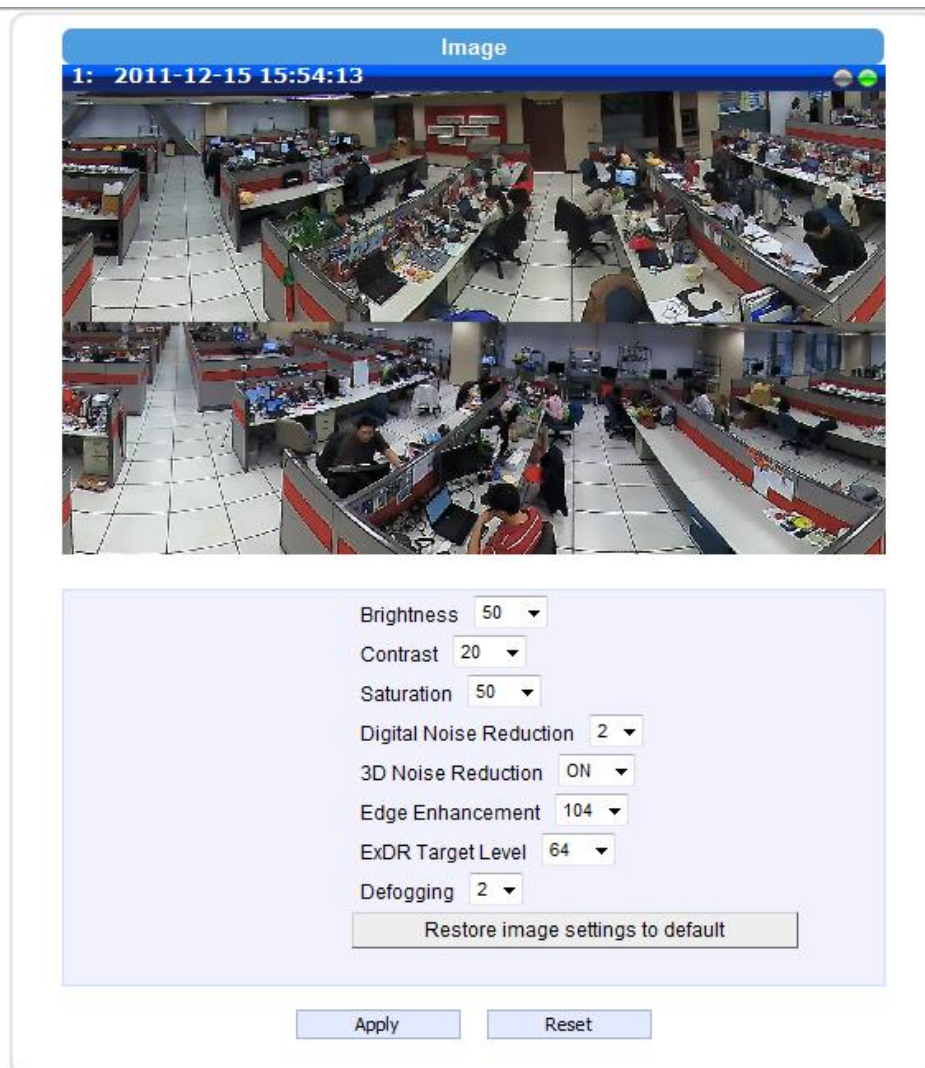 Image
1: 2011-12-15 15:54:13
Brightness 50
Contrast 20
Saturation 50
Digital Noise Reduction 2
3D Noise Reduction ON
Edge Enhancement 104
ExDR Target Level 64
Defogging 2
Restore image settings to default
Apply Reset